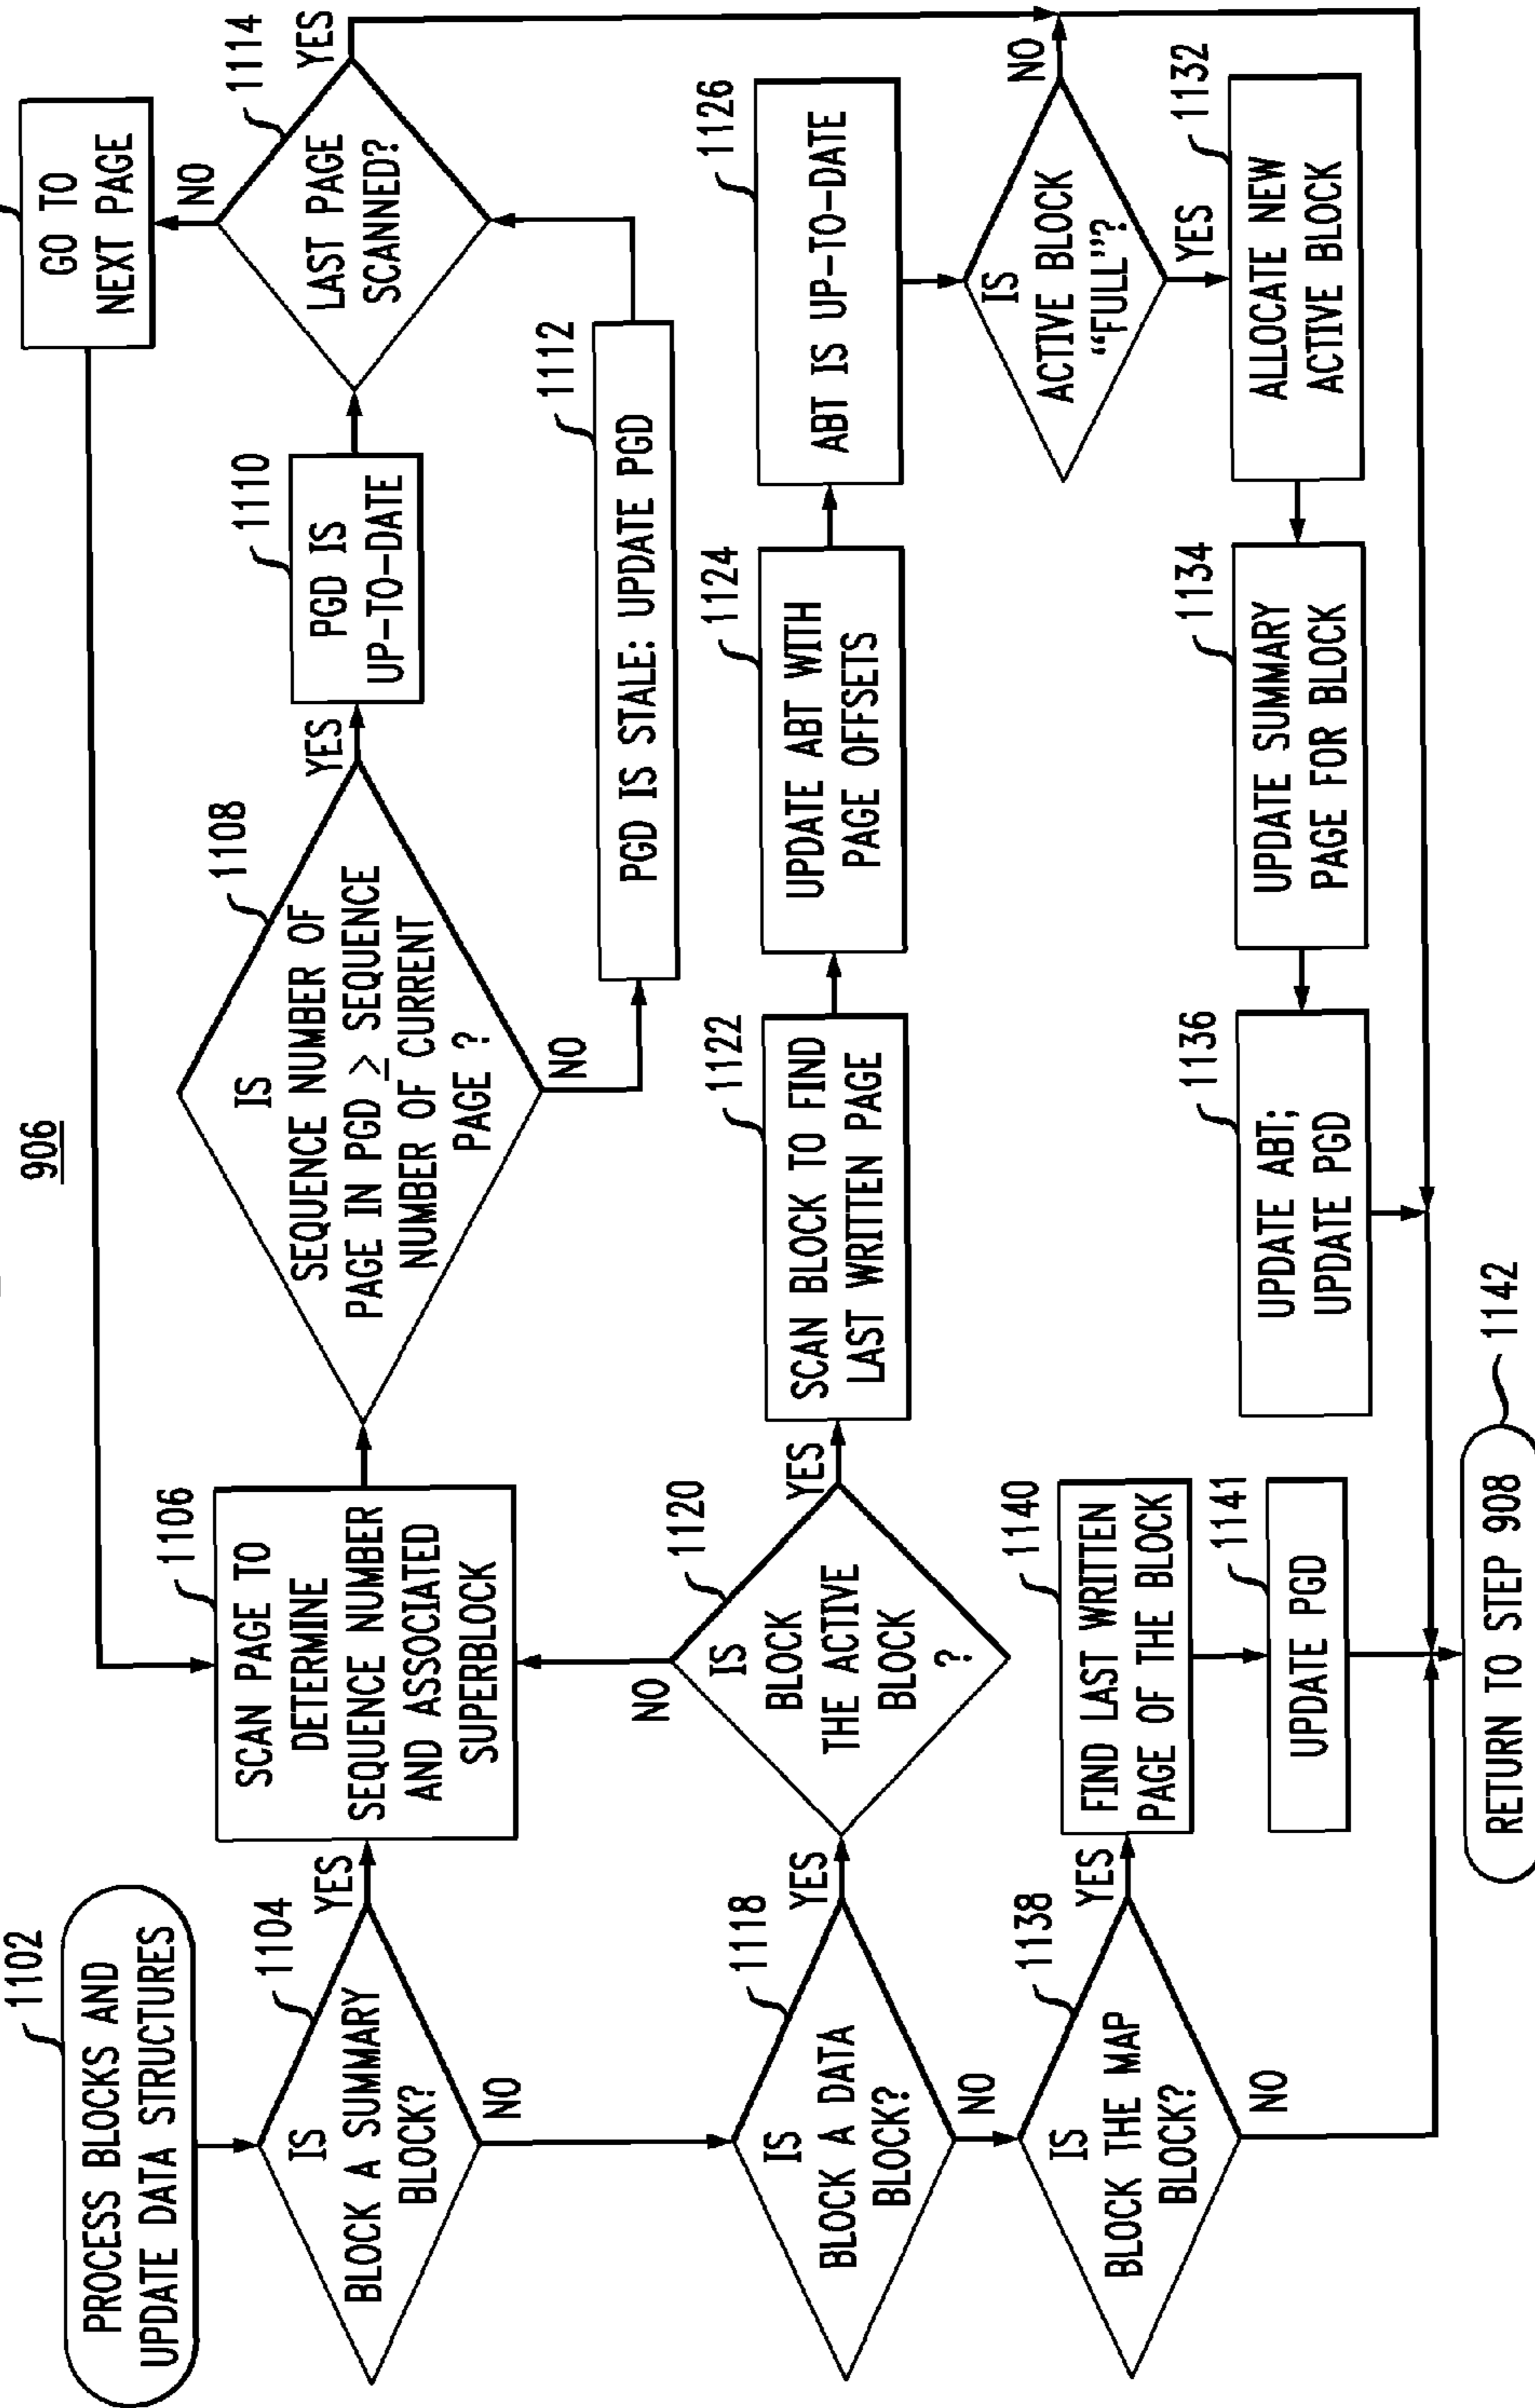 906
1102
PROCESS BLOCKS AND
UPDATE DATA STRUCTURES
1104
IS
BLOCK A SUMMARY
BLOCK?
YES
NO
1106
SCAN PAGE TO
DETERMINE
SEQUENCE NUMBER
AND ASSOCIATED
SUPERBLOCK
1108
IS
SEQUENCE NUMBER OF
PAGE IN PGD ≥ SEQUENCE
NUMBER OF CURRENT
PAGE ?
YES
NO
1110
PGD IS
UP-TO-DATE
1112
PGD IS STALE: UPDATE PGD
1114
LAST PAGE
SCANNED?
YES
NO
GO TO
NEXT PAGE
1118
IS
BLOCK A DATA
BLOCK?
YES
NO
1120
IS
BLOCK
THE ACTIVE
BLOCK
?
YES
NO
1122
SCAN BLOCK TO FIND
LAST WRITTEN PAGE
1124
UPDATE ABT WITH
PAGE OFFSETS
1126
ABT IS UP-TO-DATE
IS
ACTIVE BLOCK
“FULL”?
NO
YES
1132
ALLOCATE NEW
ACTIVE BLOCK
1134
UPDATE SUMMARY
PAGE FOR BLOCK
1136
UPDATE ABT;
UPDATE PGD
1138
IS
BLOCK THE MAP
BLOCK?
YES
NO
1140
FIND LAST WRITTEN
PAGE OF THE BLOCK
1141
UPDATE PGD
1142
RETURN TO STEP 908